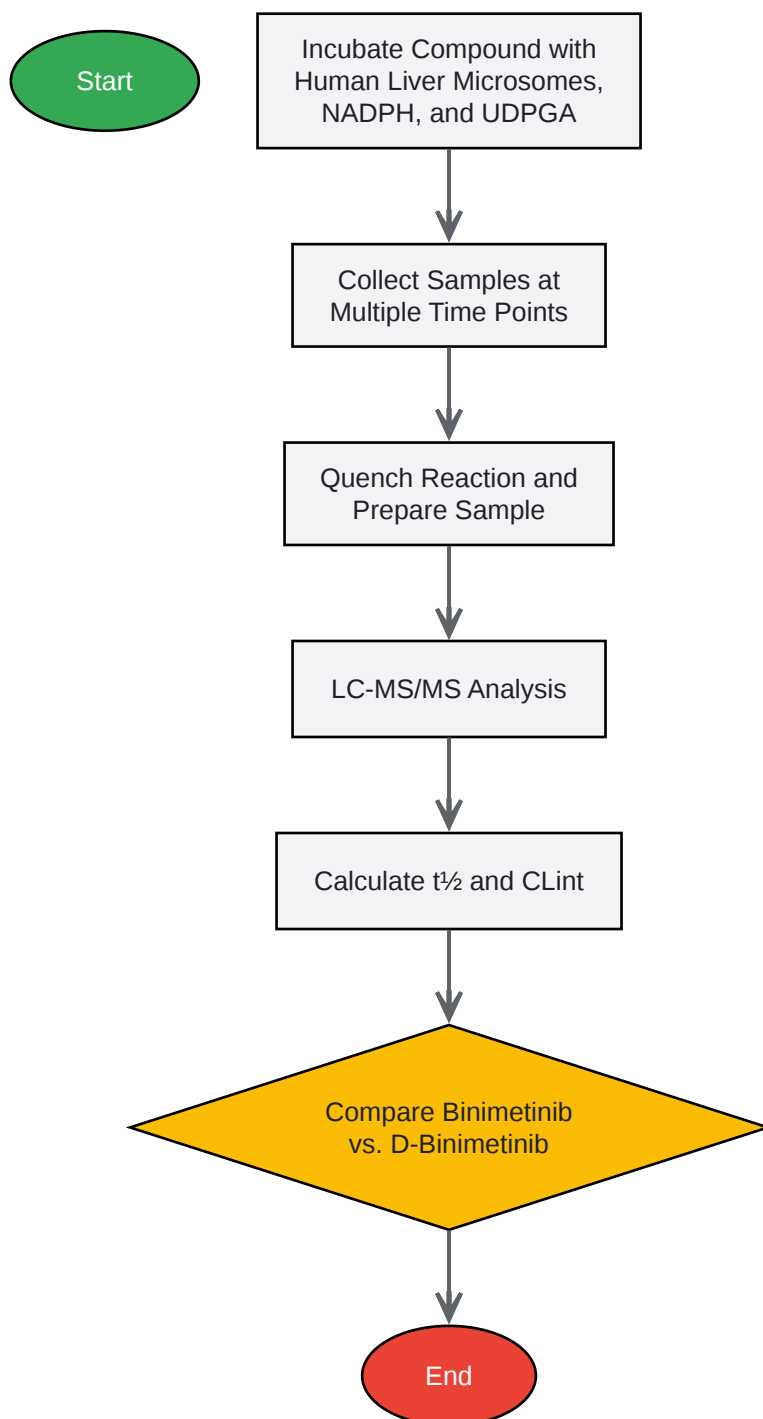 Start
Incubate Compound with
Human Liver Microsomes,
NADPH, and UDPGA
Collect Samples at
Multiple Time Points
Quench Reaction and
Prepare Sample
LC-MS/MS Analysis
Calculate t½ and CLint
Compare Binimetinib
vs. D-Binimetinib
End